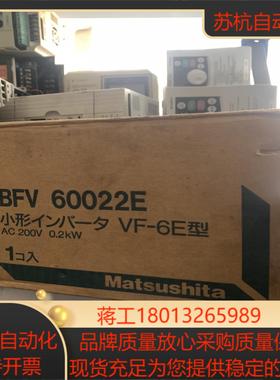 苏杭自动
BFV 60022E
小形インバータ VF-6E型
AC 200V 0.2kW
1コ入
Matsushita
蒋工18013265989
自动化
开票
品牌质量放心采购质量保
现货充足为您提供稳定的